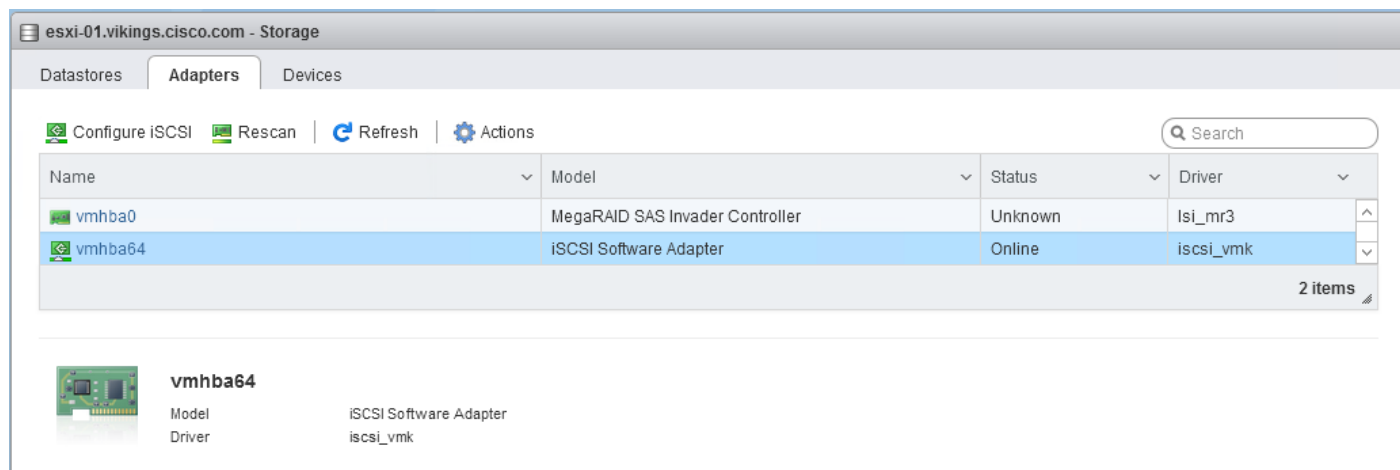 esxi-01.vikings.cisco.com - Storage
Datastores Adapters Devices
Configure iSCSI Rescan Refresh Actions Search
Name Model Status Driver
vmhba0 MegaRAID SAS Invader Controller Unknown lsi_mr3
vmhba64 iSCSI Software Adapter Online iscsi_vmk
2 items
vmhba64
Model iSCSI Software Adapter
Driver iscsi_vmk